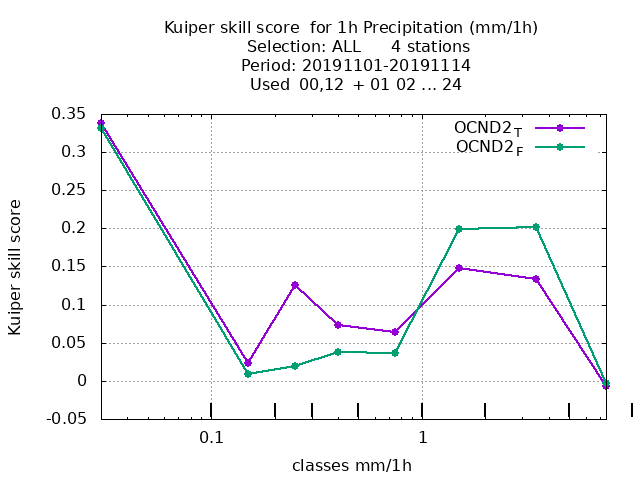 Kuiper skill score  for 1h Precipitation (mm/1h)
Selection: ALL      4 stations
Period: 20191101-20191114
Used  00,12  + 01 02 ... 24
0.35
0.3
0.25
0.2
0.15
0.1
0.05
0
-0.05
Kuiper skill score
OCND2_T
OCND2_F
0.1
1
classes mm/1h